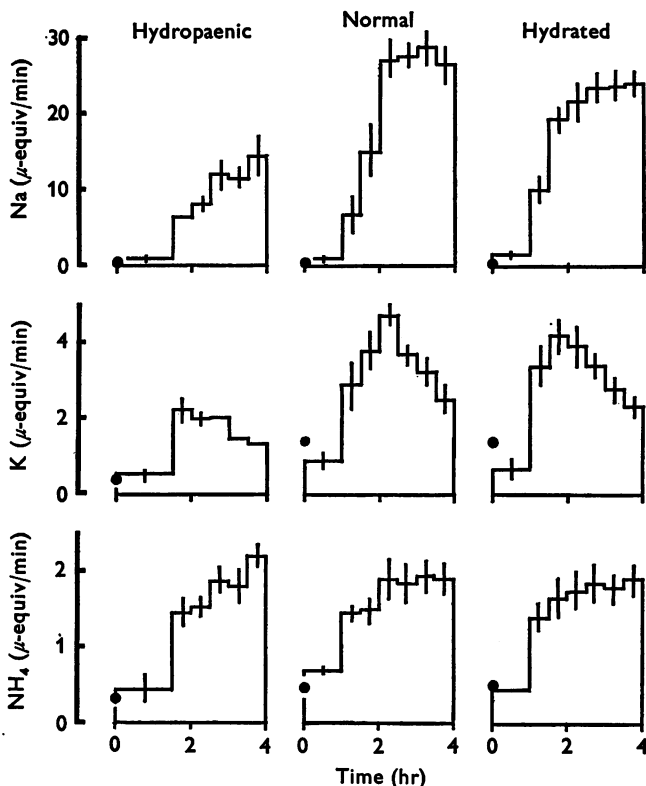 Hydropaenic Normal Hydrated
Na (μ-equiv/min)
30
20
10
0
K (μ-equiv/min)
4
2
0
NH₄ (μ-equiv/min)
2
1
0
0 2 4 0 2 4 0 2 4
Time (hr)